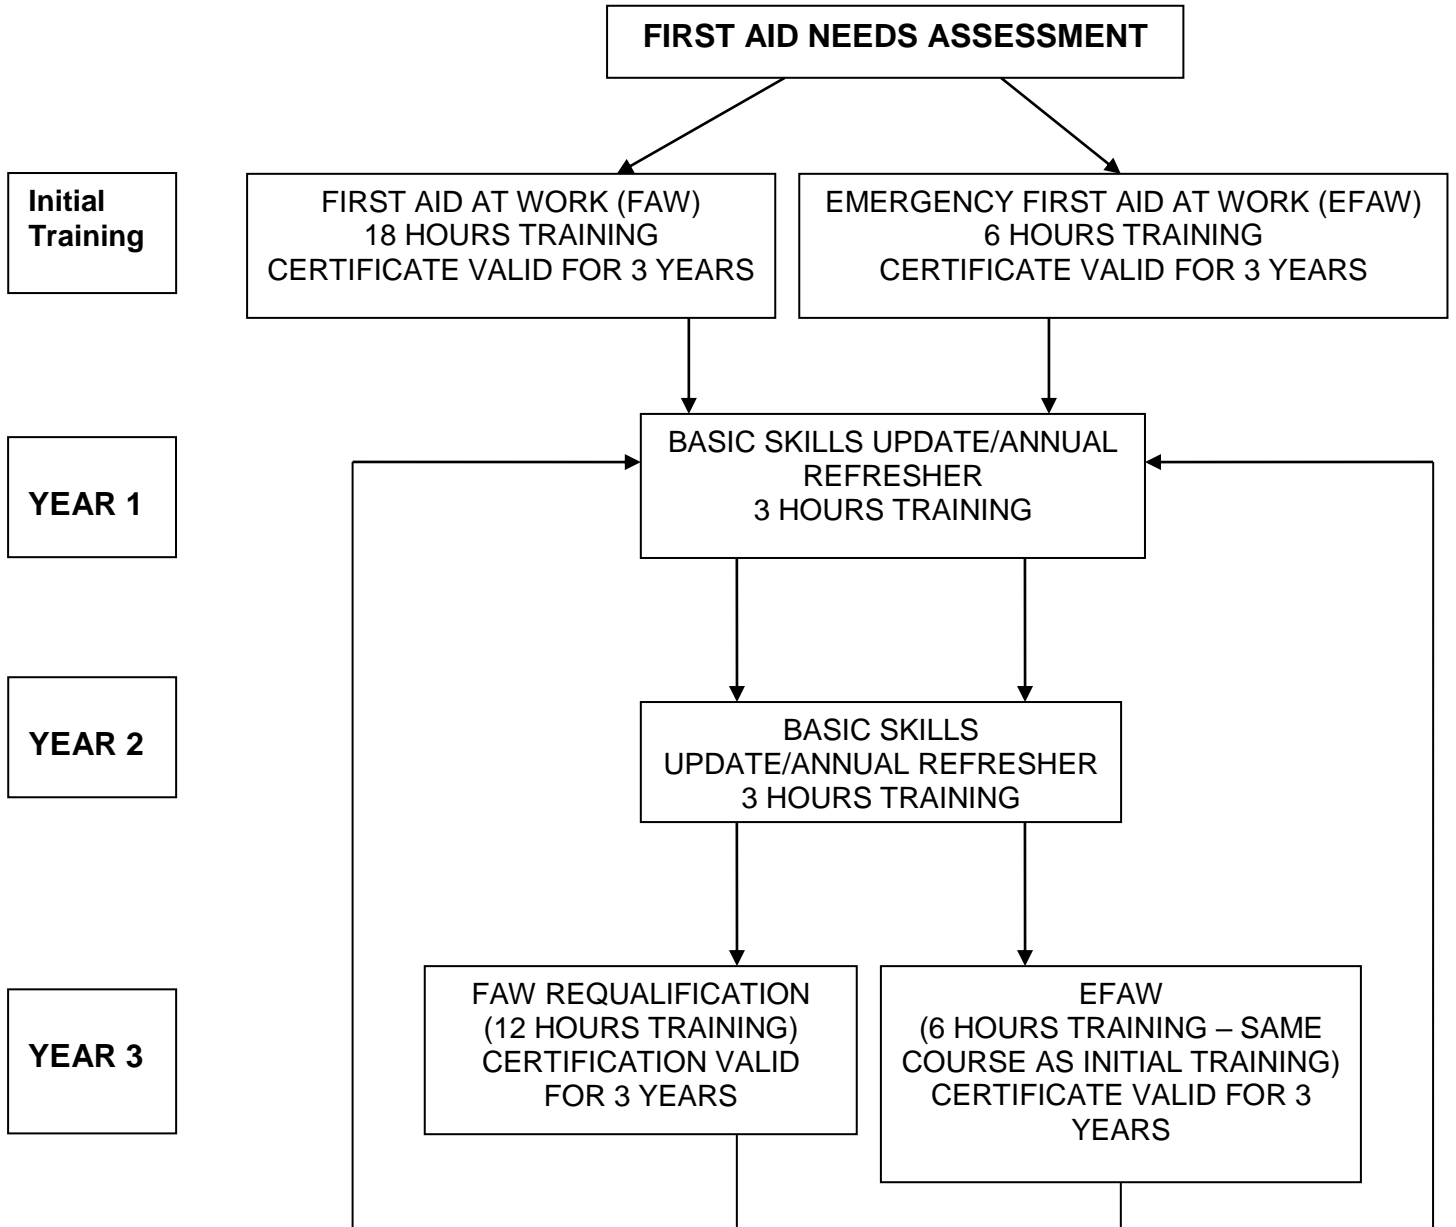 FIRST AID NEEDS ASSESSMENT
Initial
Training
FIRST AID AT WORK (FAW)
18 HOURS TRAINING
CERTIFICATE VALID FOR 3 YEARS
EMERGENCY FIRST AID AT WORK (EFAW)
6 HOURS TRAINING
CERTIFICATE VALID FOR 3 YEARS
YEAR 1
BASIC SKILLS UPDATE/ANNUAL
REFRESHER
3 HOURS TRAINING
YEAR 2
BASIC SKILLS
UPDATE/ANNUAL REFRESHER
3 HOURS TRAINING
YEAR 3
FAW REQUALIFICATION
(12 HOURS TRAINING)
CERTIFICATION VALID
FOR 3 YEARS
EFAW
(6 HOURS TRAINING – SAME
COURSE AS INITIAL TRAINING)
CERTIFICATE VALID FOR 3
YEARS